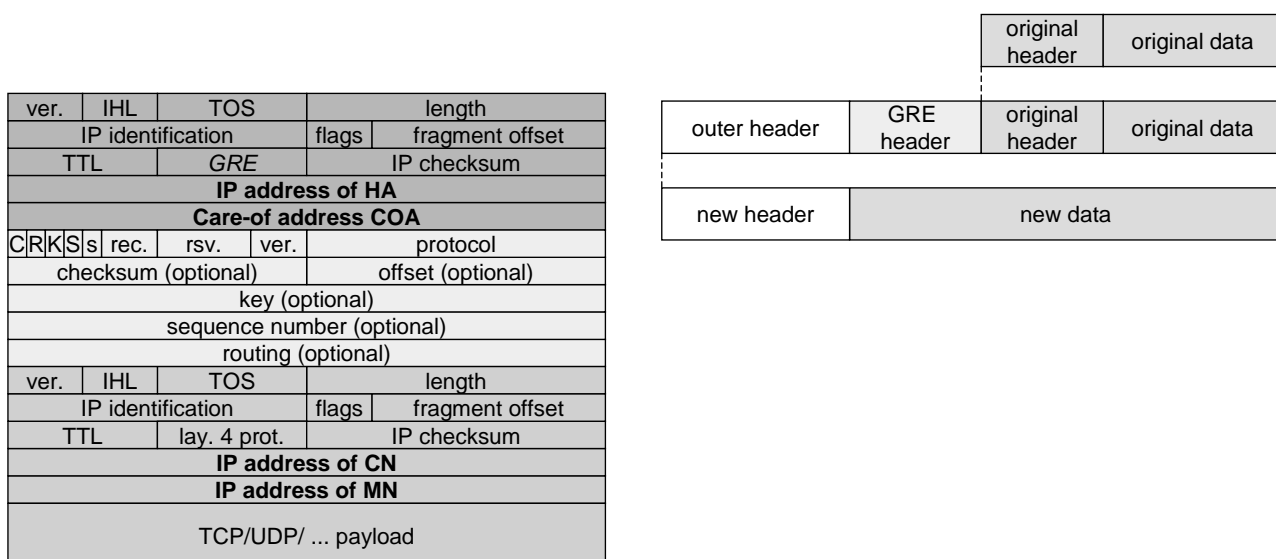 ver. IHL TOS length
IP identification flags fragment offset
TTL GRE IP checksum
IP address of HA
Care-of address COA
C R K S s rec. rsv. ver. protocol
checksum (optional) offset (optional)
key (optional)
sequence number (optional)
routing (optional)
ver. IHL TOS length
IP identification flags fragment offset
TTL lay. 4 prot. IP checksum
IP address of CN
IP address of MN
TCP/UDP/ ... payload
original
header
original data
outer header
GRE
header
original
header
original data
new header
new data